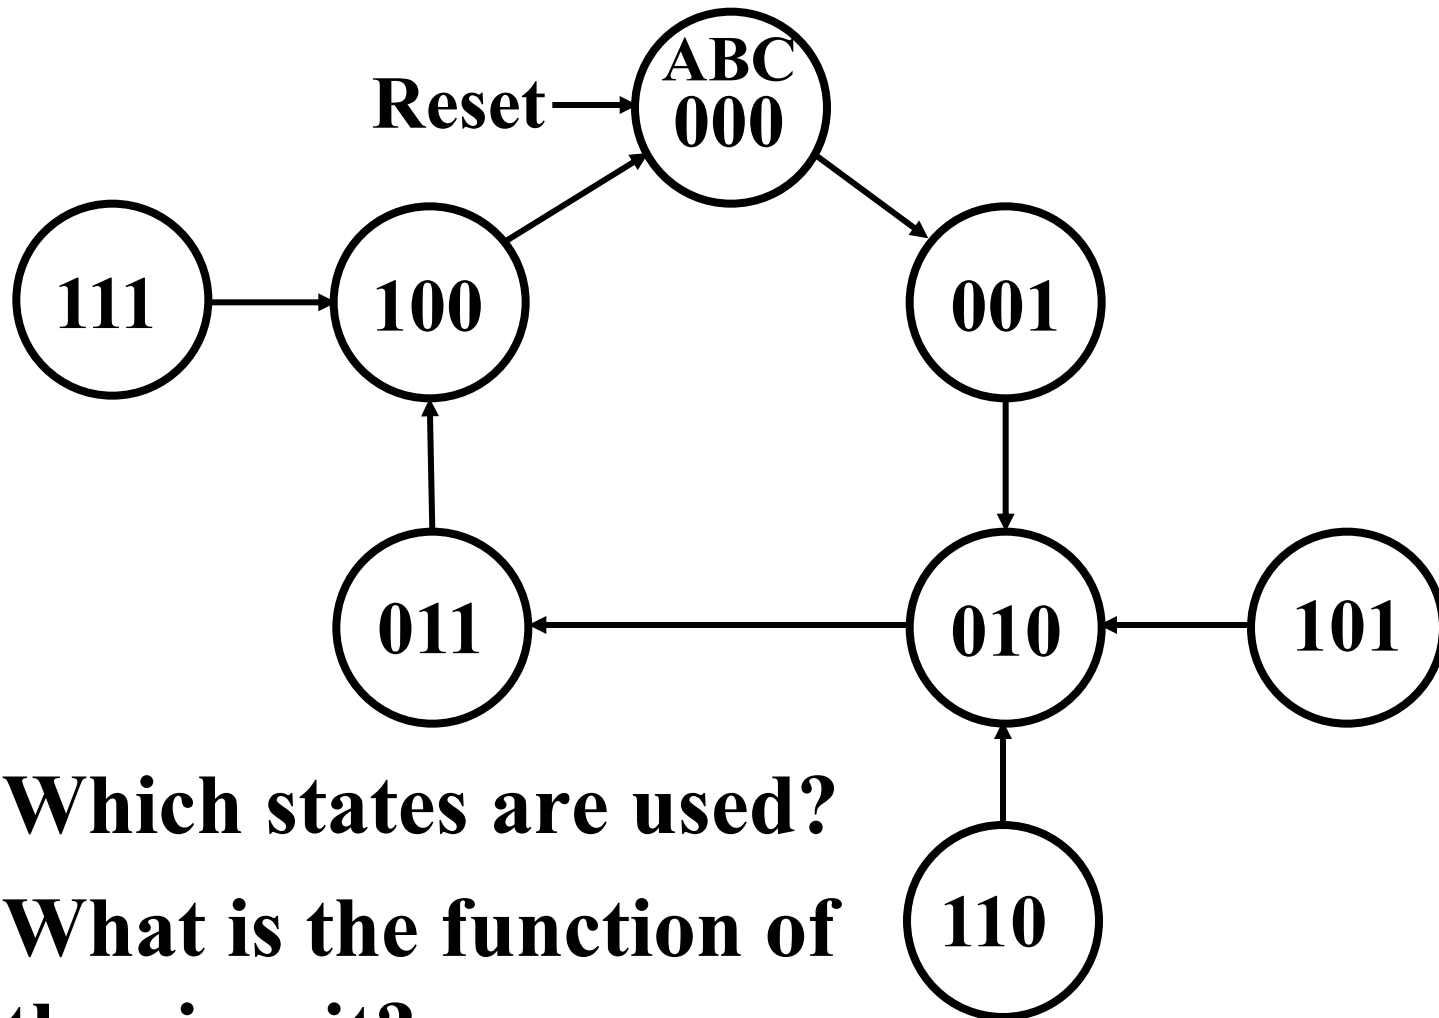 ABC
Reset 000
111 100 001
011 010 101
Which states are used?
What is the function of 110